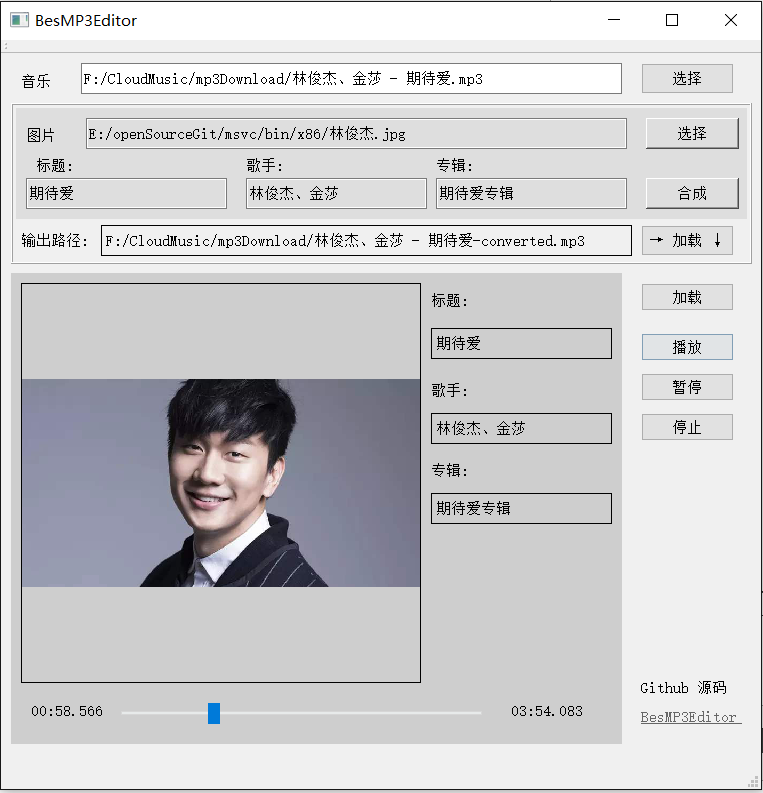 BesMP3Editor
音乐 F:/CloudMusic/mp3Download/林俊杰、金莎 - 期待爱.mp3 选择
图片 E:/openSourceGit/msvc/bin/x86/林俊杰.jpg 选择
标题: 歌手: 专辑:
期待爱 林俊杰、金莎 期待爱专辑 合成
输出路径: F:/CloudMusic/mp3Download/林俊杰、金莎 - 期待爱-converted.mp3 → 加载 ↓
标题: 加载
期待爱 播放
歌手: 暂停
林俊杰、金莎 停止
专辑:
期待爱专辑
Github 源码
00:58.566 03:54.083 BesMP3Editor